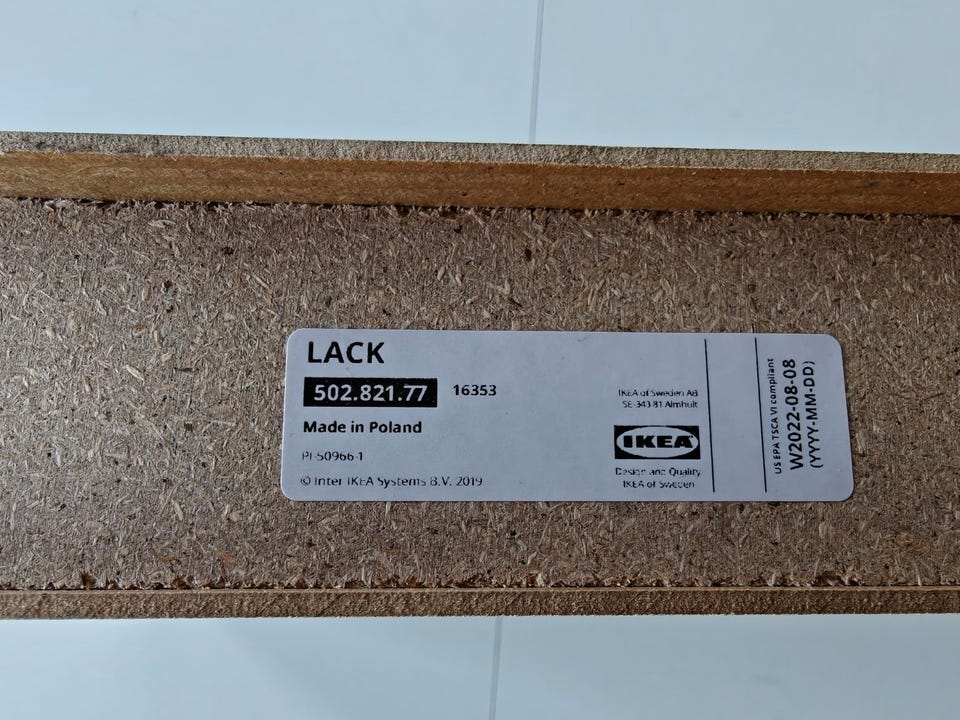 LACK
502.821.77 16353
Made in Poland
PI-50966-1
© Inter IKEA Systems B.V. 2019
IKEA of Sweden AB
SE-343 81 Älmhult
IKEA
Design and Quality
IKEA of Sweden
US EPA TSCA VI compliant
W2022-08-08
(YYYY-MM-DD)